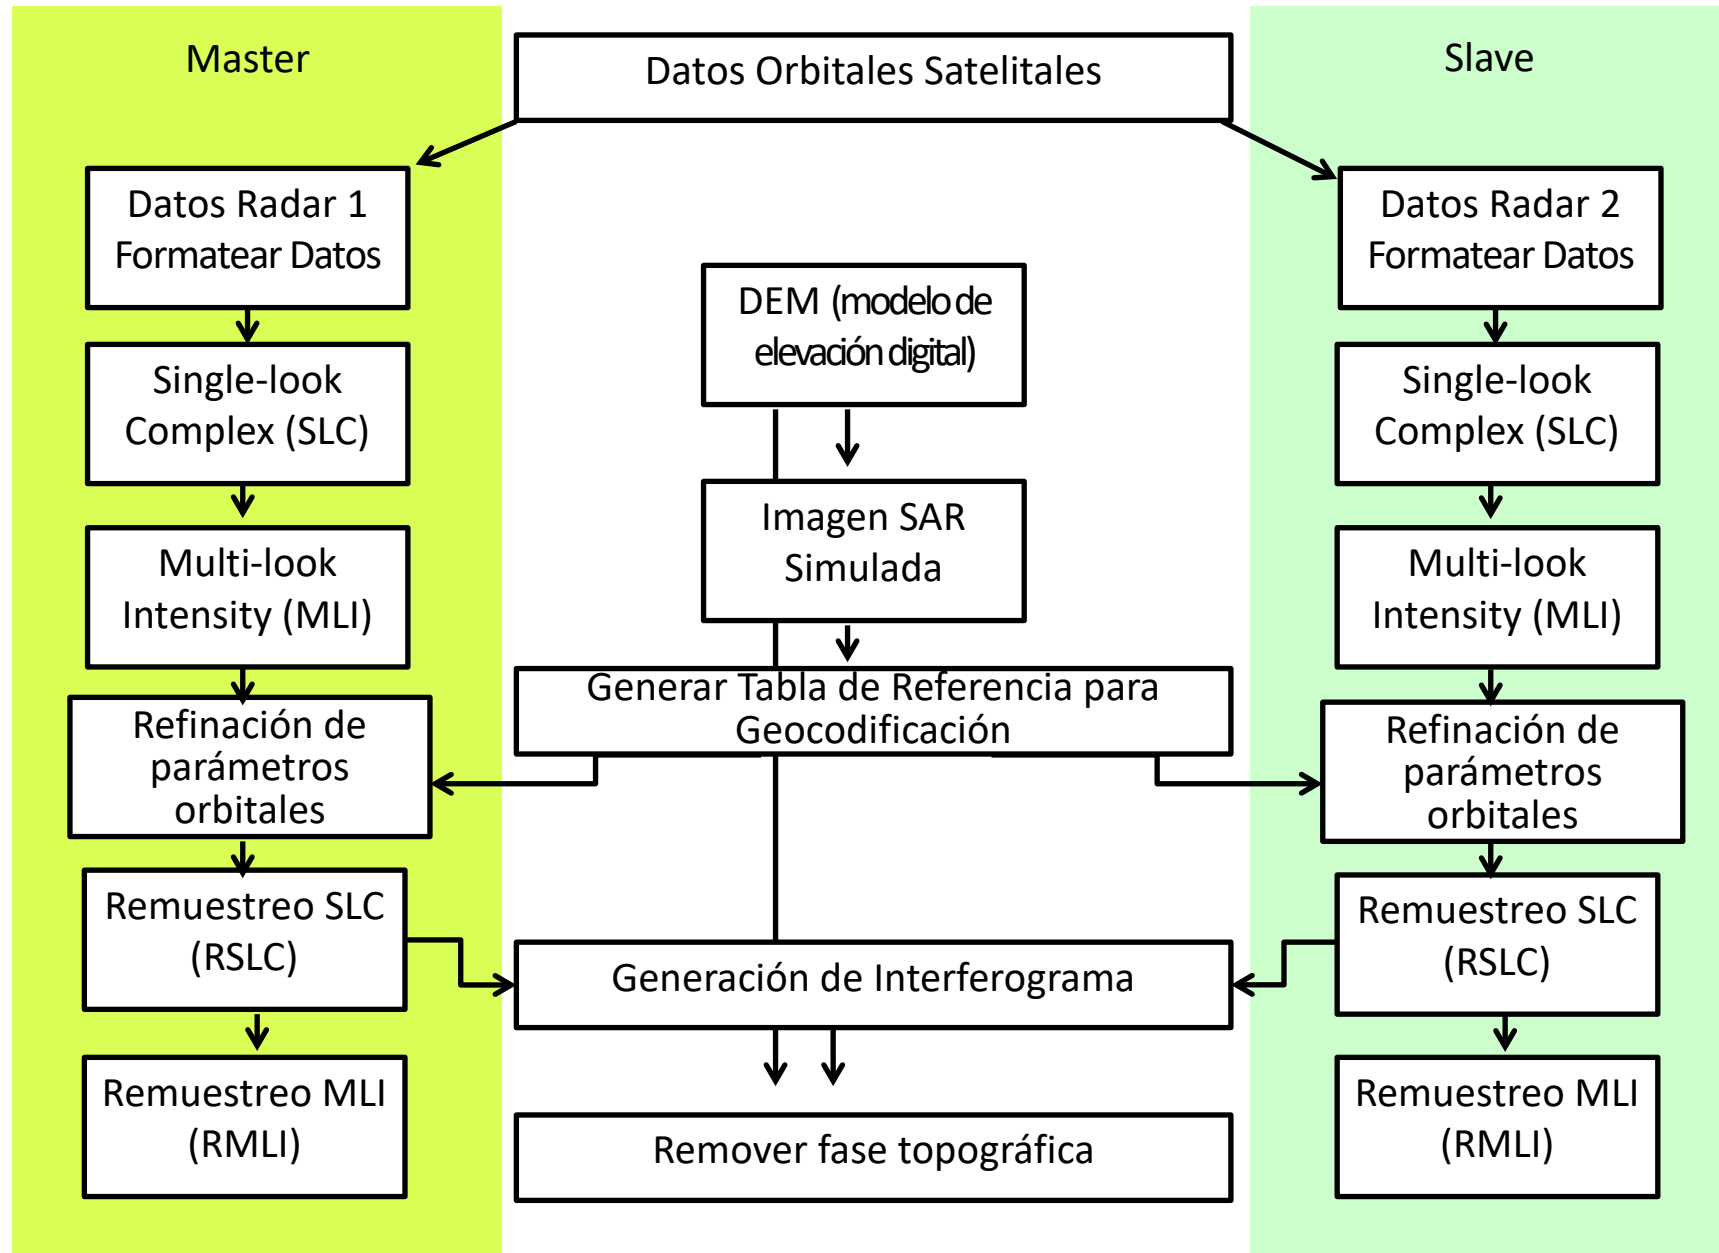 Master
Datos Orbitales Satelitales
Slave
Datos Radar 1
Formatear Datos
Datos Radar 2
Formatear Datos
DEM (modelo de
elevación digital)
Single-look
Complex (SLC)
Single-look
Complex (SLC)
Imagen SAR
Simulada
Multi-look
Intensity (MLI)
Multi-look
Intensity (MLI)
Generar Tabla de Referencia para
Geocodificación
Refinación de
parámetros
orbitales
Refinación de
parámetros
orbitales
Remuestreo SLC
(RSLC)
Generación de Interferograma
Remuestreo SLC
(RSLC)
Remuestreo MLI
(RMLI)
Remover fase topográfica
Remuestreo MLI
(RMLI)